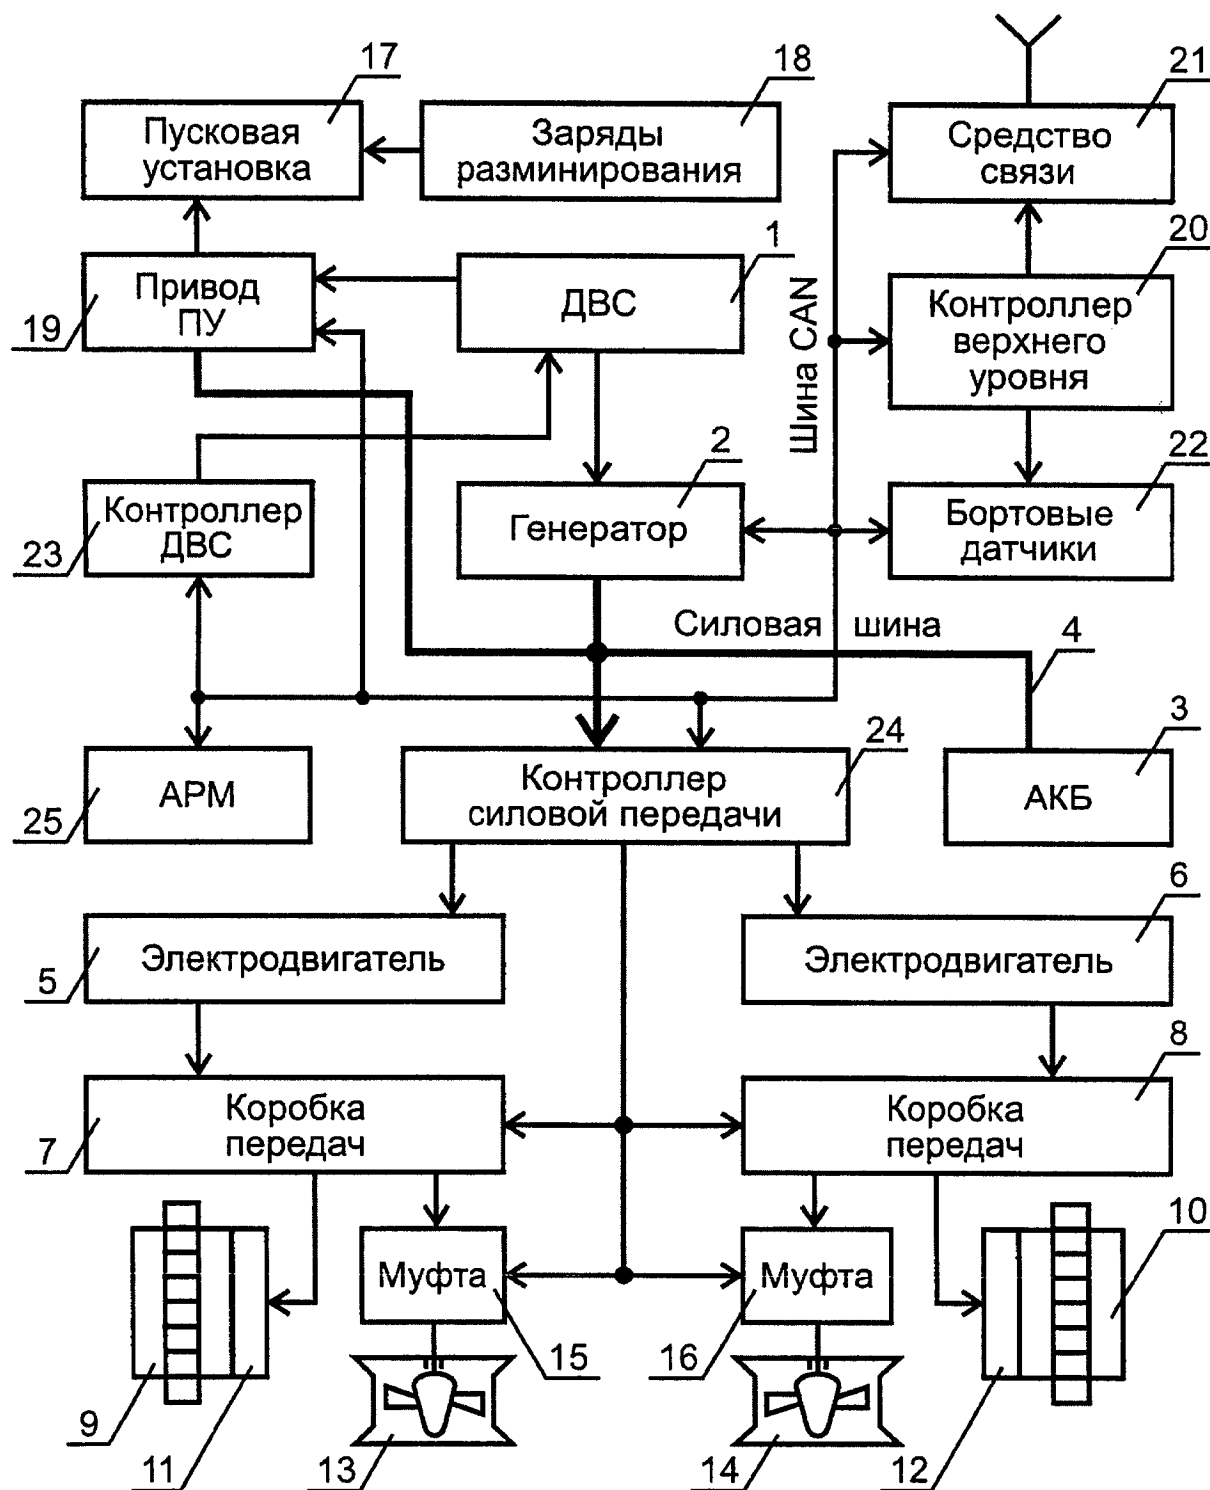 17
18
21
Пусковая
установка
Заряды
разминирования
Средство
связи
1
20
Привод
ПУ
19
ДВС
Шина CAN
Контроллер
верхнего
уровня
2
22
Контроллер
ДВС
23
Генератор
Бортовые
датчики
Силовая шина
4
24
3
АРМ
25
Контроллер
силовой передачи
АКБ
6
Электродвигатель
5
Электродвигатель
8
Коробка
передач
7
Коробка
передач
10
Муфта
Муфта
15
16
9
11
13
14
12